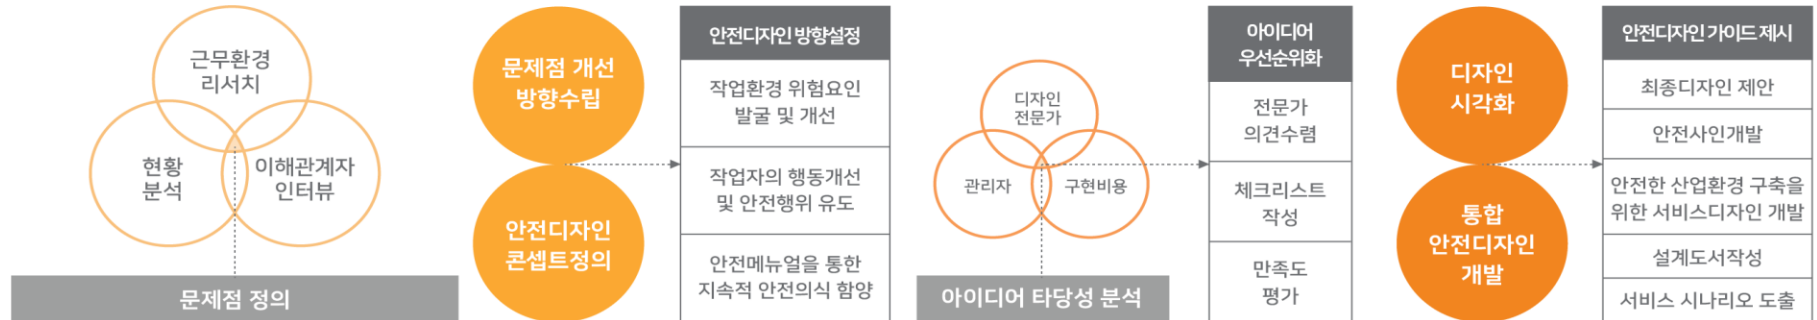 근무환경
리서치
현황
분석
이해관계자
인터뷰
문제점 정의
문제점 개선
방향수립
안전디자인
콘셉트정의
안전디자인 방향설정
작업환경 위험요인
발굴 및 개선
작업자의 행동개선
및 안전행위 유도
안전메뉴얼을 통한
지속적 안전의식 함양
디자인
전문가
관리자
구현비용
아이디어 타당성 분석
아이디어
우선순위화
전문가
의견수렴
체크리스트
작성
만족도
평가
디자인
시각화
통합
안전디자인
개발
안전디자인 가이드 제시
최종디자인 제안
안전사인개발
안전한 산업환경 구축을
위한 서비스디자인 개발
설계도서작성
서비스 시나리오 도출